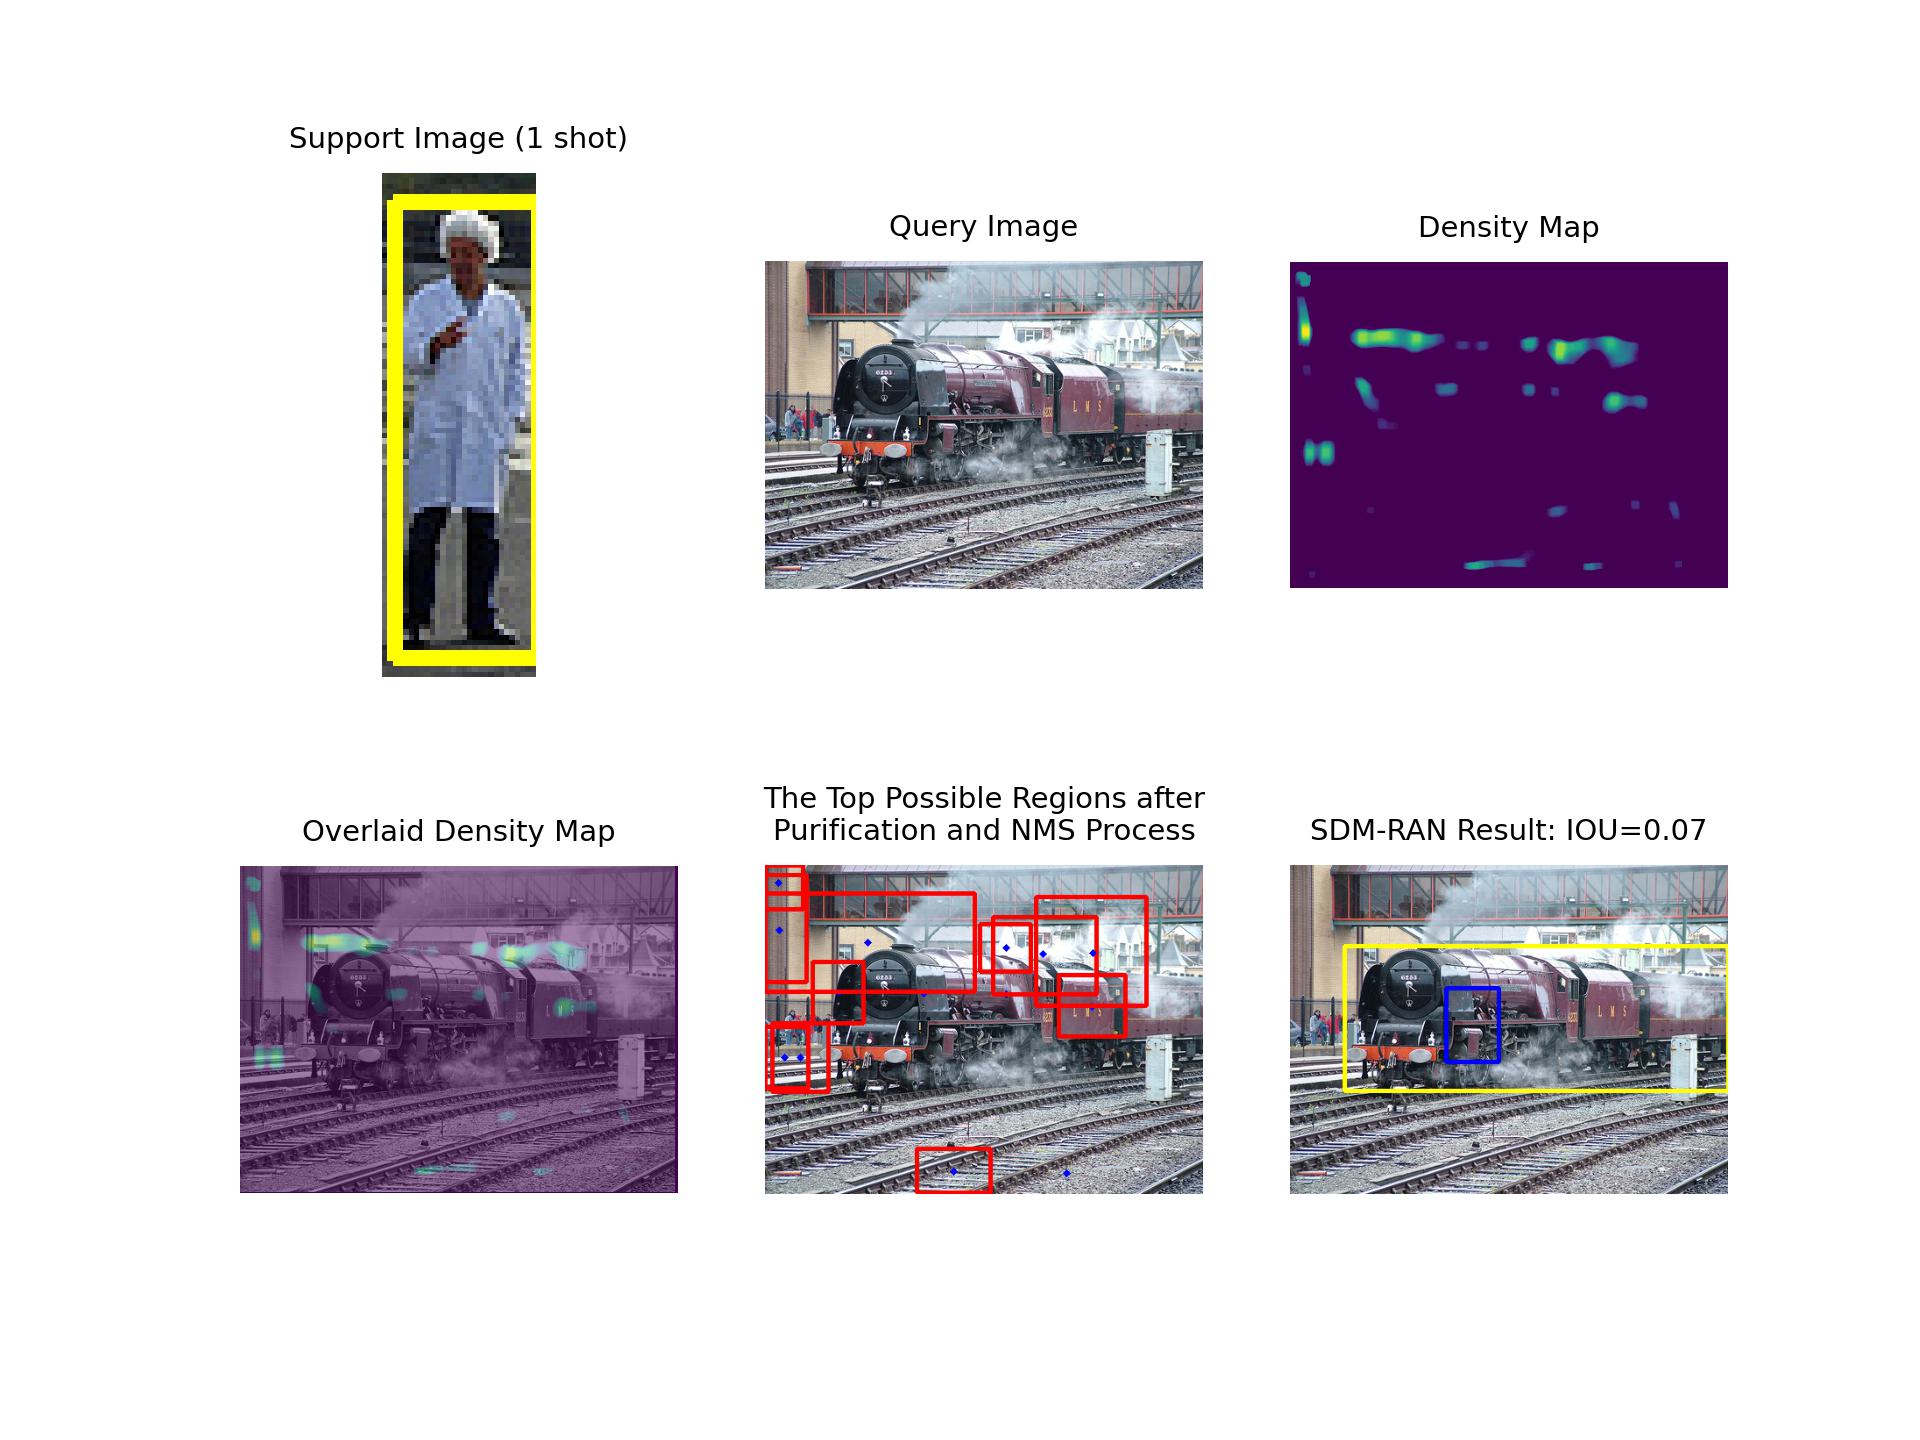 Support Image (1 shot)
Query Image
Density Map
6233
L M S
Overlaid Density Map
The Top Possible Regions after
Purification and NMS Process
SDM-RAN Result: IOU=0.07
L M S
L M S